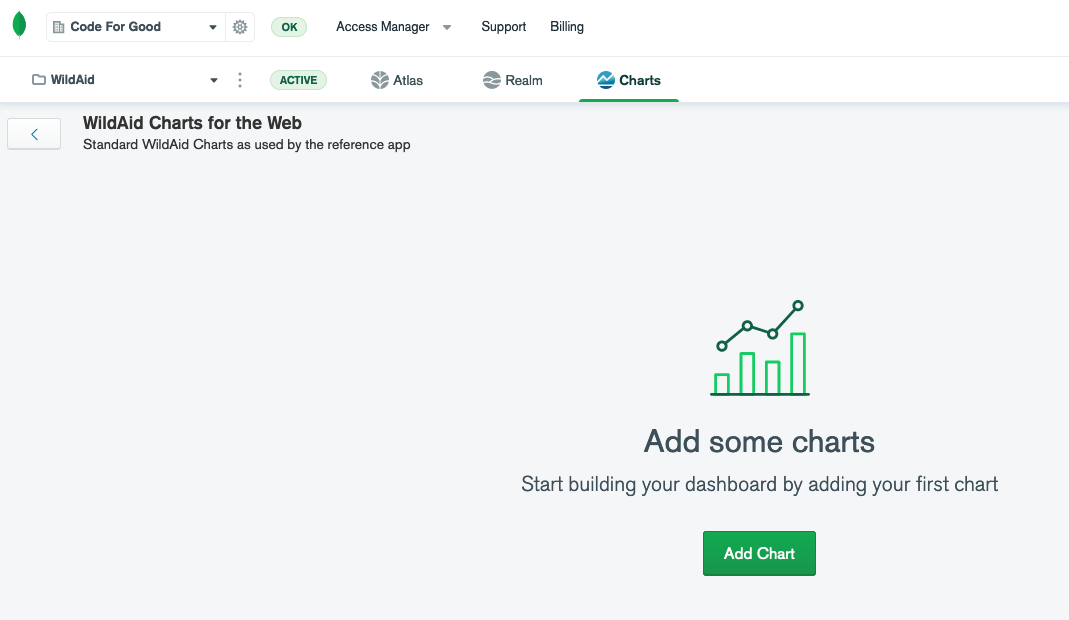 Code For Good OK Access Manager Support Billing
WildAid ACTIVE Atlas Realm Charts
WildAid Charts for the Web
Standard WildAid Charts as used by the reference app
Add some charts
Start building your dashboard by adding your first chart
Add Chart